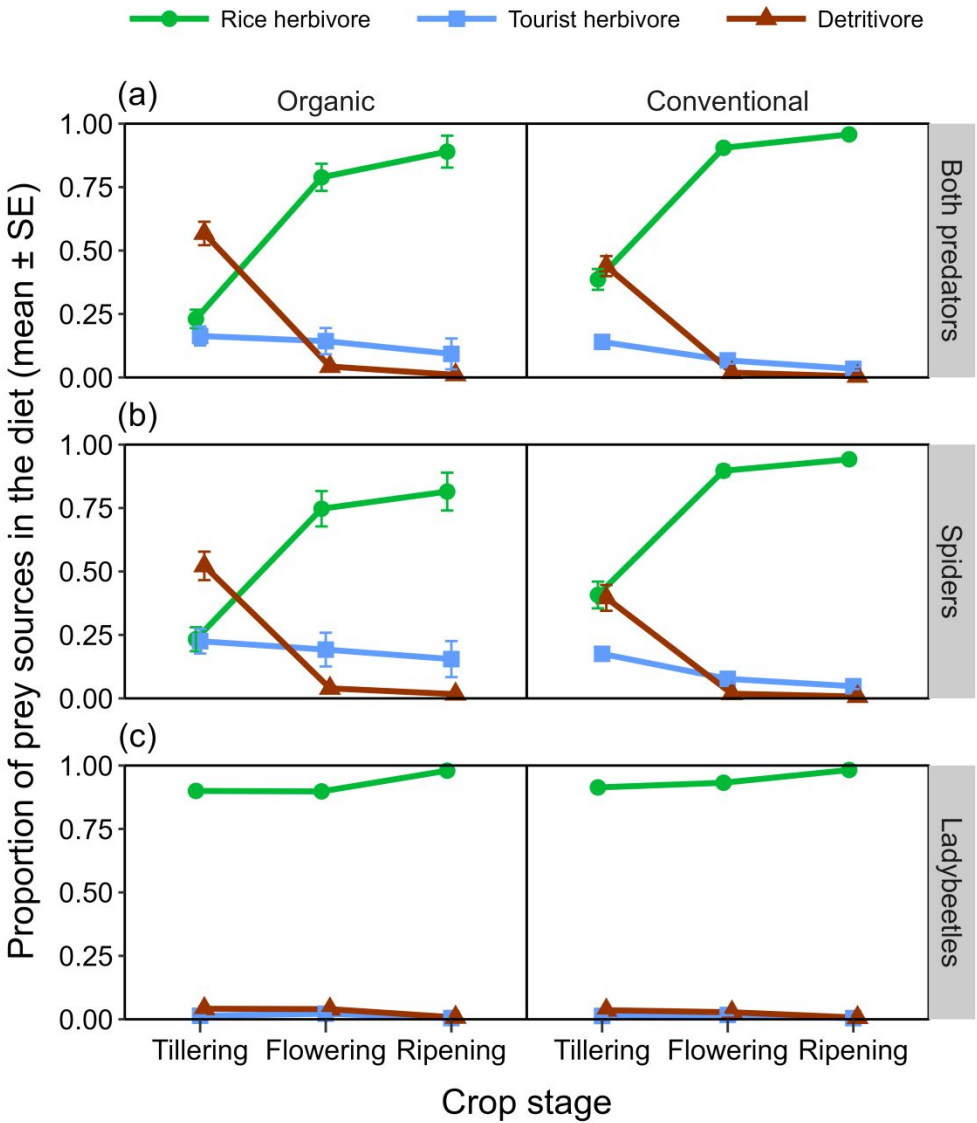 Rice herbivore Tourist herbivore Detritivore
(a)
Organic Conventional
1.00
0.75
0.50
0.25
0.00
Both predators
(b)
1.00
0.75
0.50
0.25
0.00
Spiders
(c)
1.00
0.75
0.50
0.25
0.00
Ladybeetles
Proportion of prey sources in the diet (mean ± SE)
Tillering Flowering Ripening Tillering Flowering Ripening
Crop stage